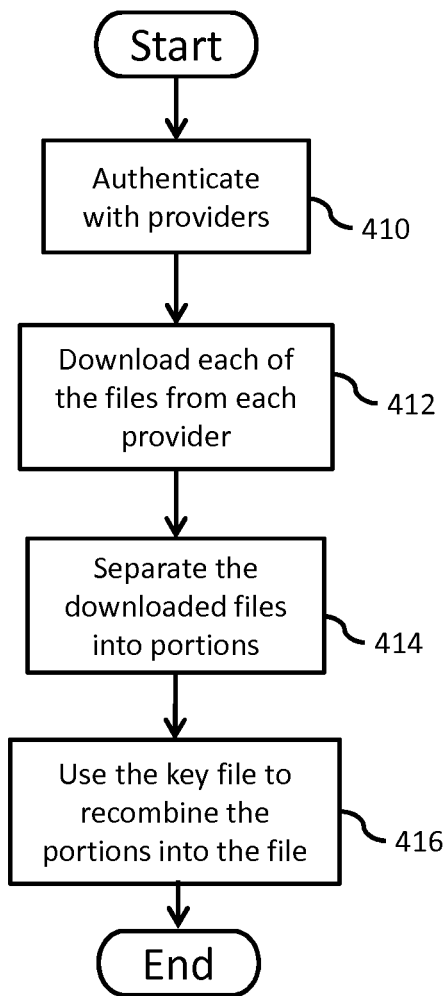 Start
Authenticate
with providers
410
Download each of
the files from each
provider
412
Separate the
downloaded files
into portions
414
Use the key file to
recombine the
portions into the file
416
End